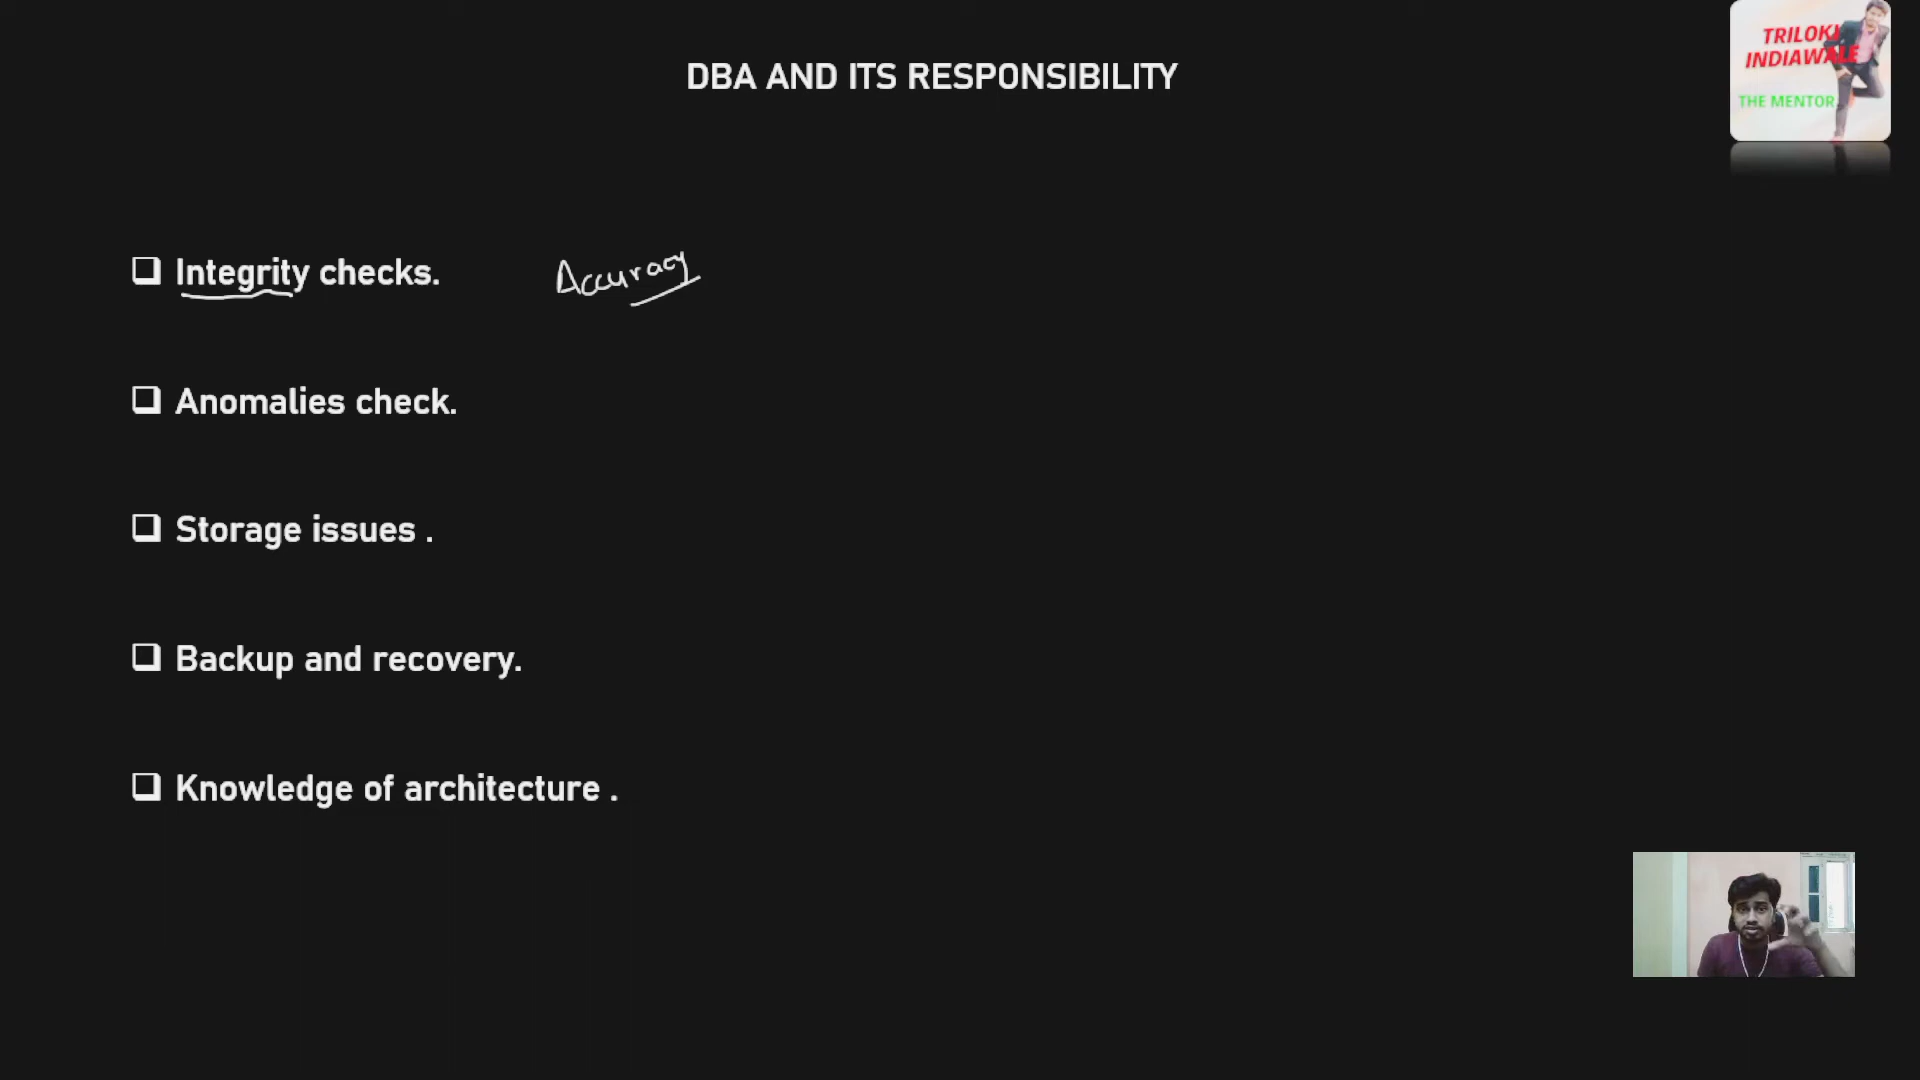 DBA AND ITS RESPONSIBILITY
TRILOKI
INDIAWALE
THE MENTOR
Integrity checks. Accuracy
Anomalies check.
Storage issues .
Backup and recovery.
Knowledge of architecture .